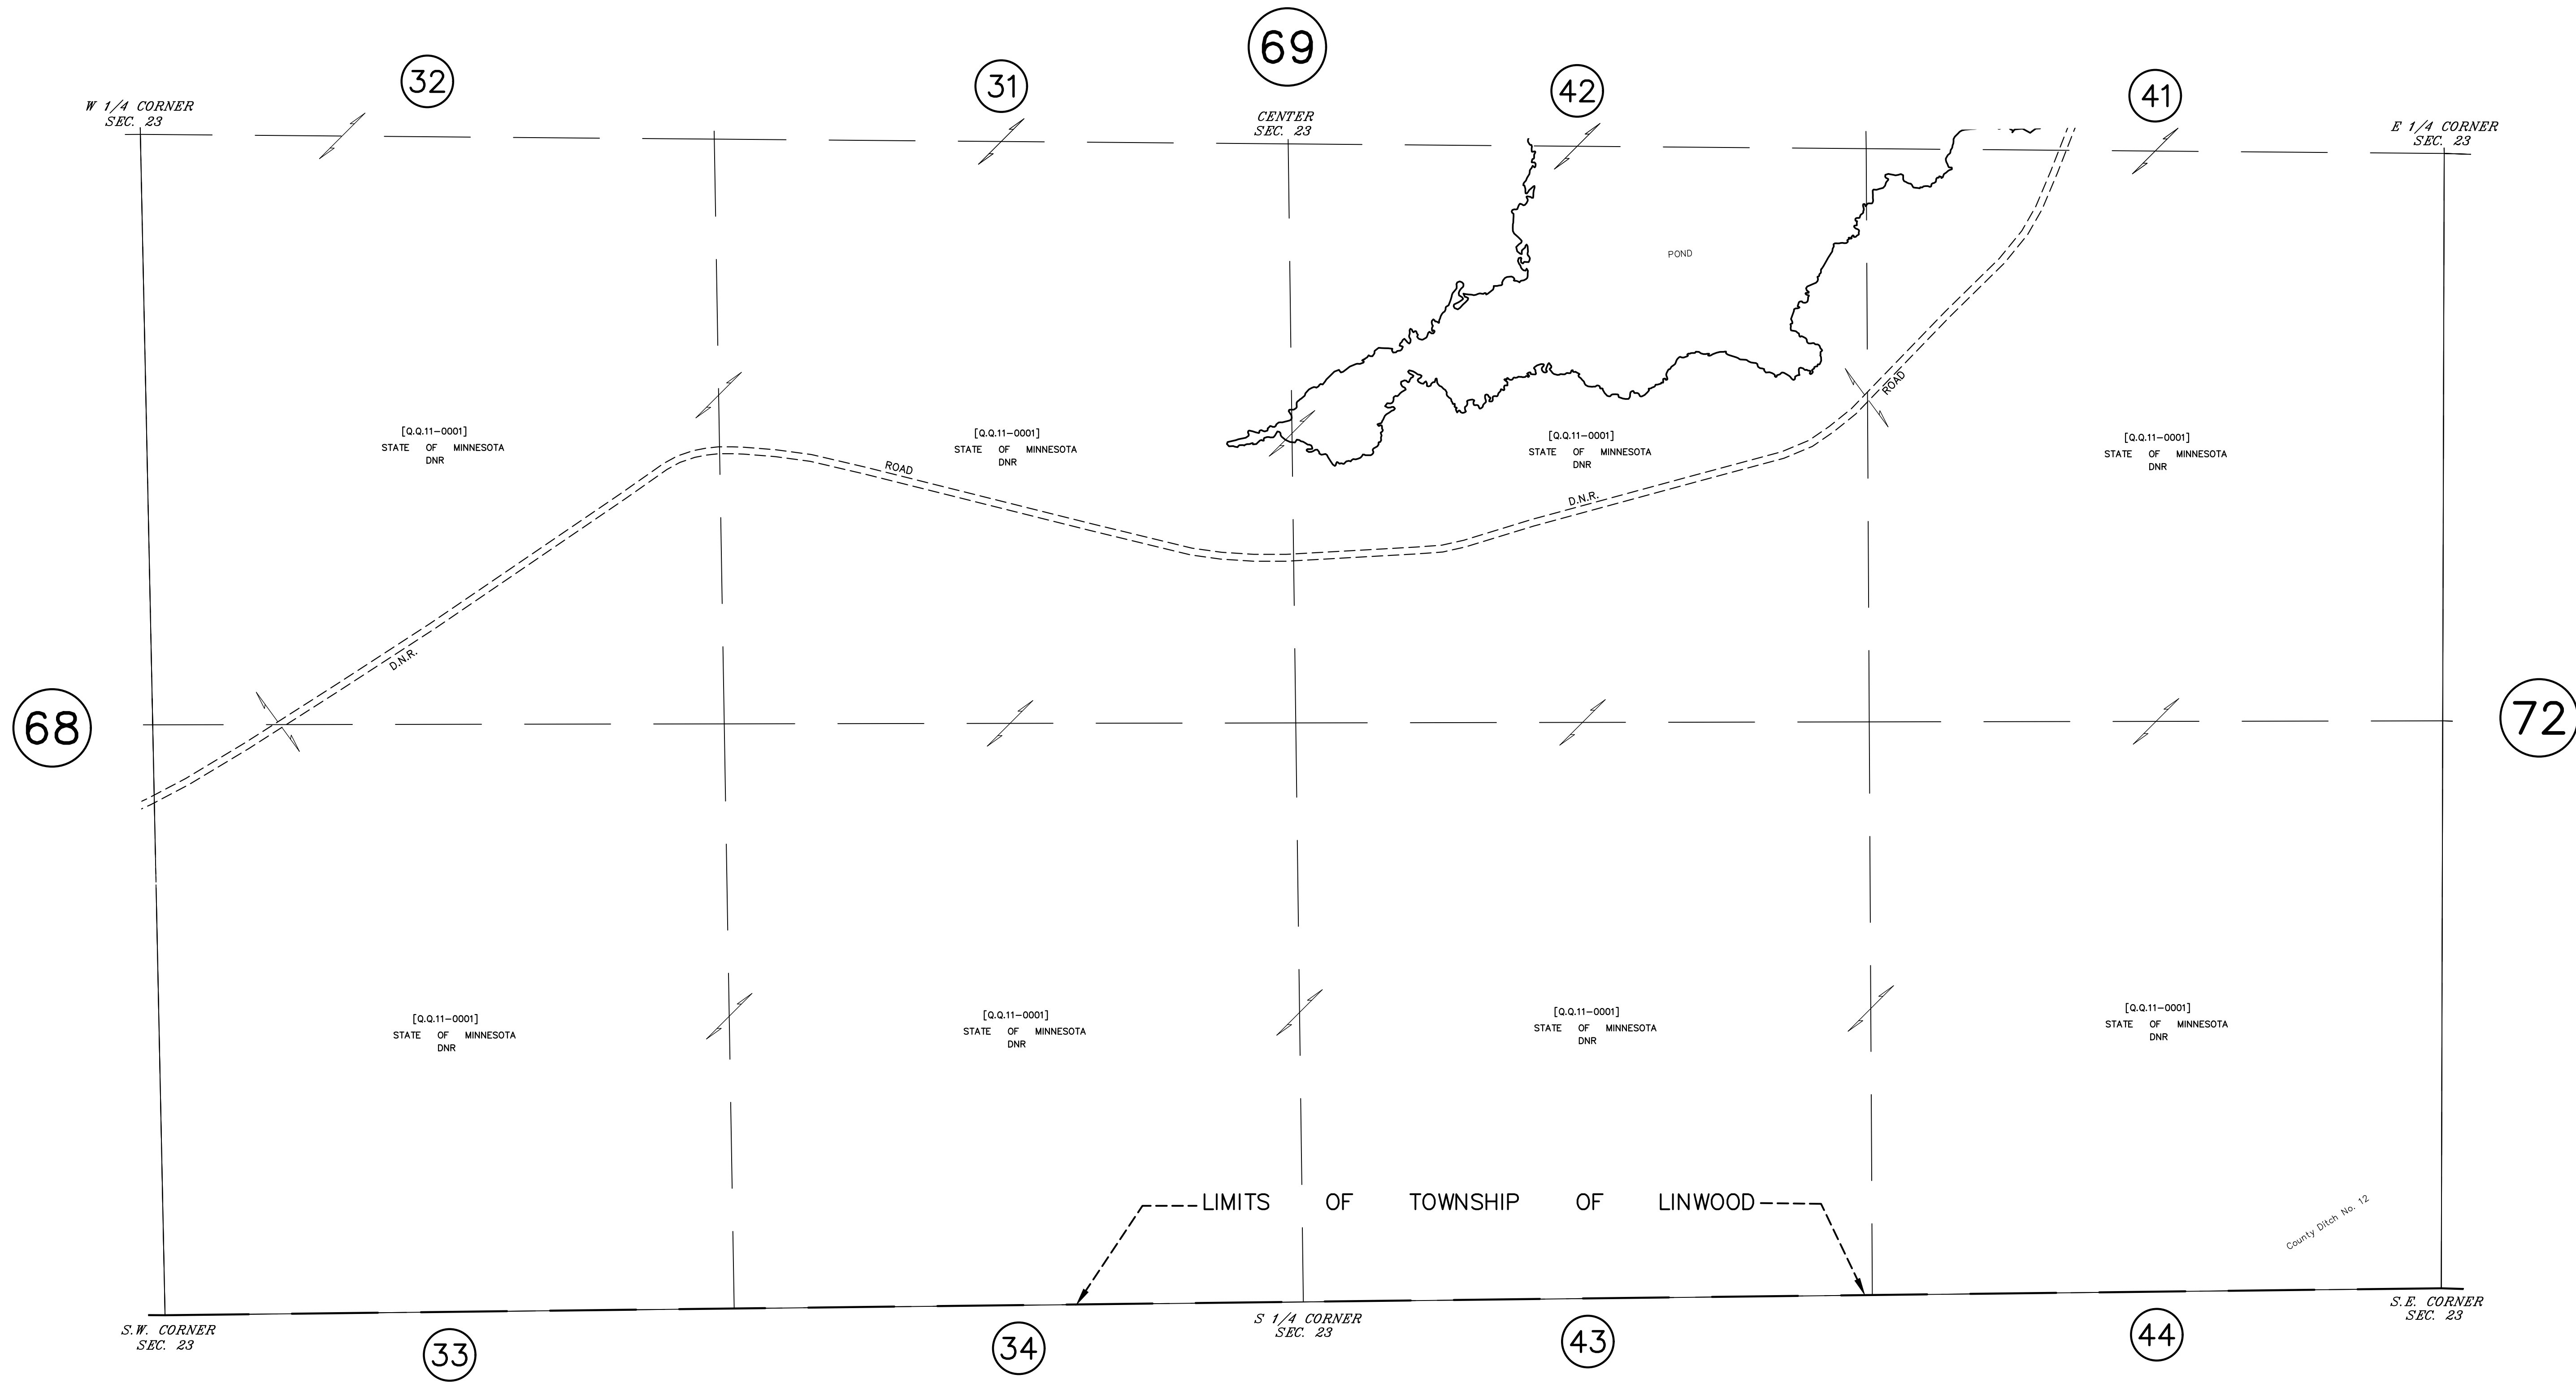 69
32
31
42
41
W 1/4 CORNER
SEC. 23
CENTER
SEC. 23
E 1/4 CORNER
SEC. 23
POND
ROAD
[Q.Q.11-0001]
STATE OF MINNESOTA
DNR
[Q.Q.11-0001]
STATE OF MINNESOTA
DNR
[Q.Q.11-0001]
STATE OF MINNESOTA
DNR
[Q.Q.11-0001]
STATE OF MINNESOTA
DNR
ROAD
D.N.R.
D.N.R.
68
72
[Q.Q.11-0001]
STATE OF MINNESOTA
DNR
[Q.Q.11-0001]
STATE OF MINNESOTA
DNR
[Q.Q.11-0001]
STATE OF MINNESOTA
DNR
[Q.Q.11-0001]
STATE OF MINNESOTA
DNR
LIMITS OF TOWNSHIP OF LINWOOD
County Ditch No. 12
S.W. CORNER
SEC. 23
S 1/4 CORNER
SEC. 23
S.E. CORNER
SEC. 23
33
34
43
44